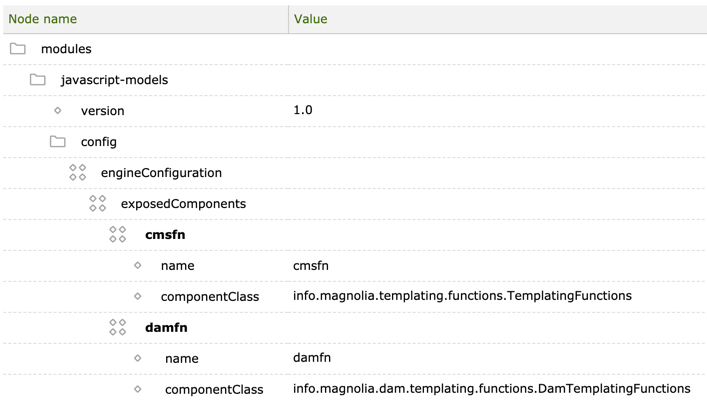 Node name Value
modules
javascript-models
version 1.0
config
engineConfiguration
exposedComponents
cmsfn
name cmsfn
componentClass info.magnolia.templating.functions.TemplatingFunctions
damfn
name damfn
componentClass info.magnolia.dam.templating.functions.DamTemplatingFunctions